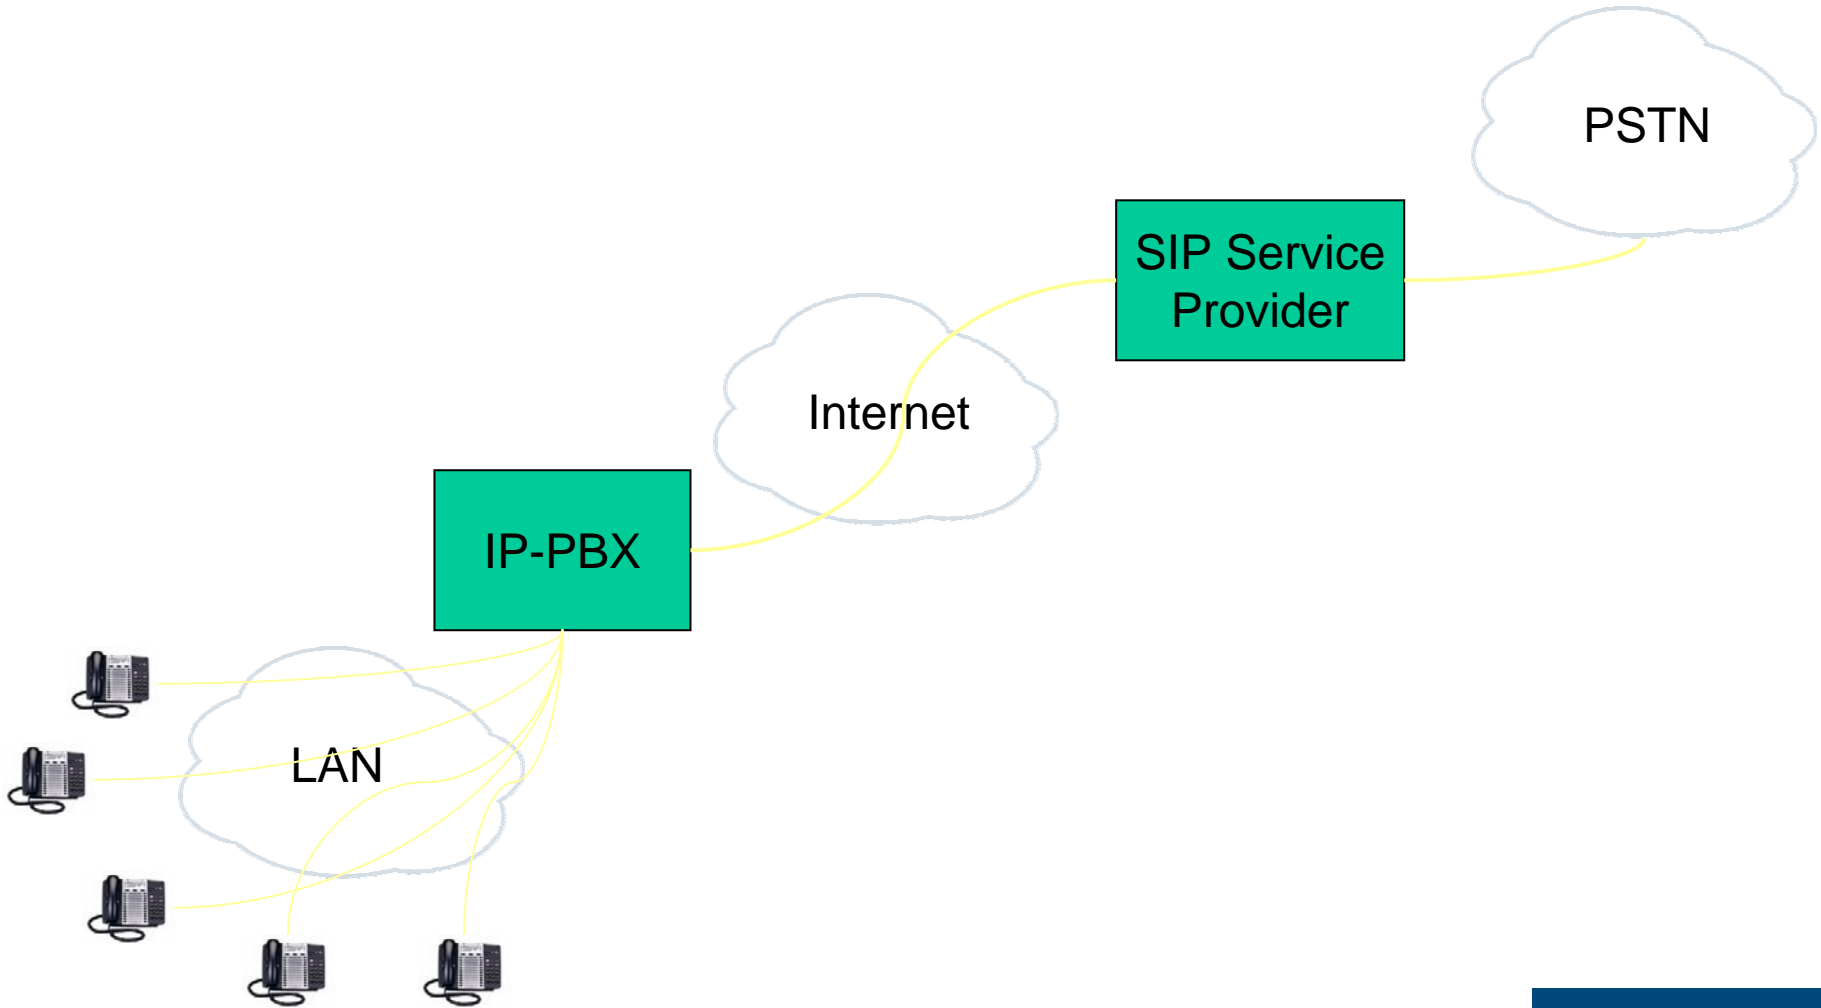 PSTN
SIP Service
Provider
Internet
IP-PBX
LAN